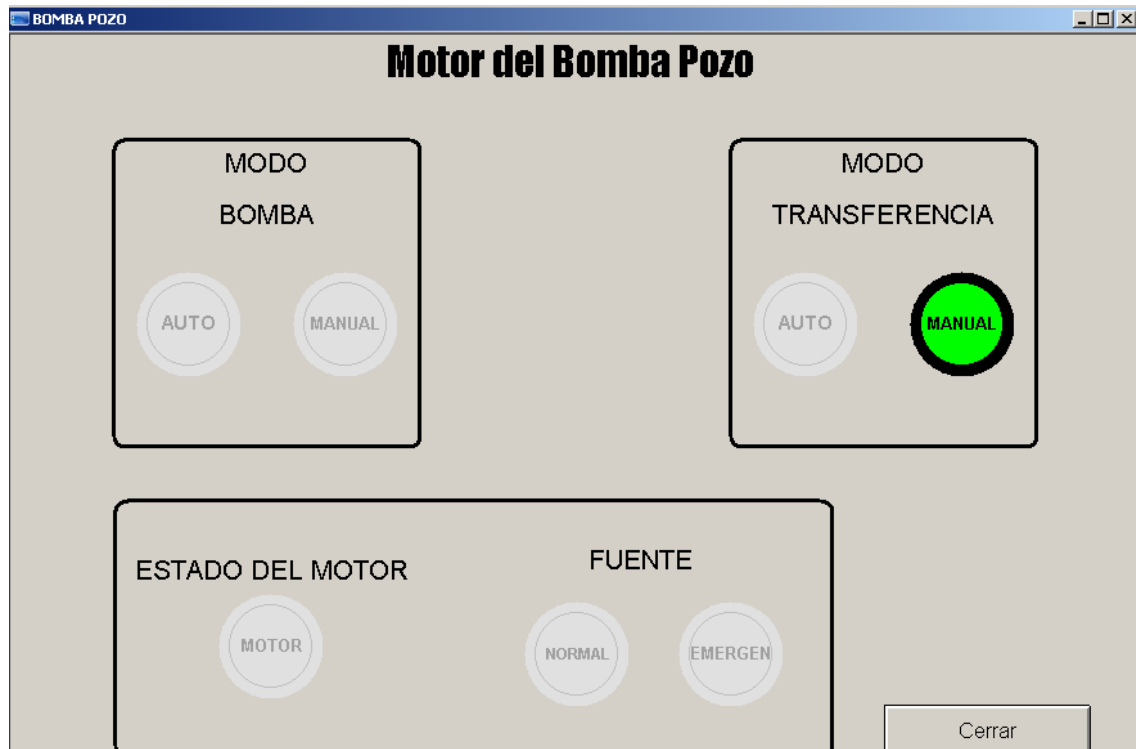 BOMBA POZO
Motor del Bomba Pozo
MODO
BOMBA
AUTO
MANUAL
MODO
TRANSFERENCIA
AUTO
MANUAL
ESTADO DEL MOTOR
MOTOR
FUENTE
NORMAL
EMERGEN
Cerrar